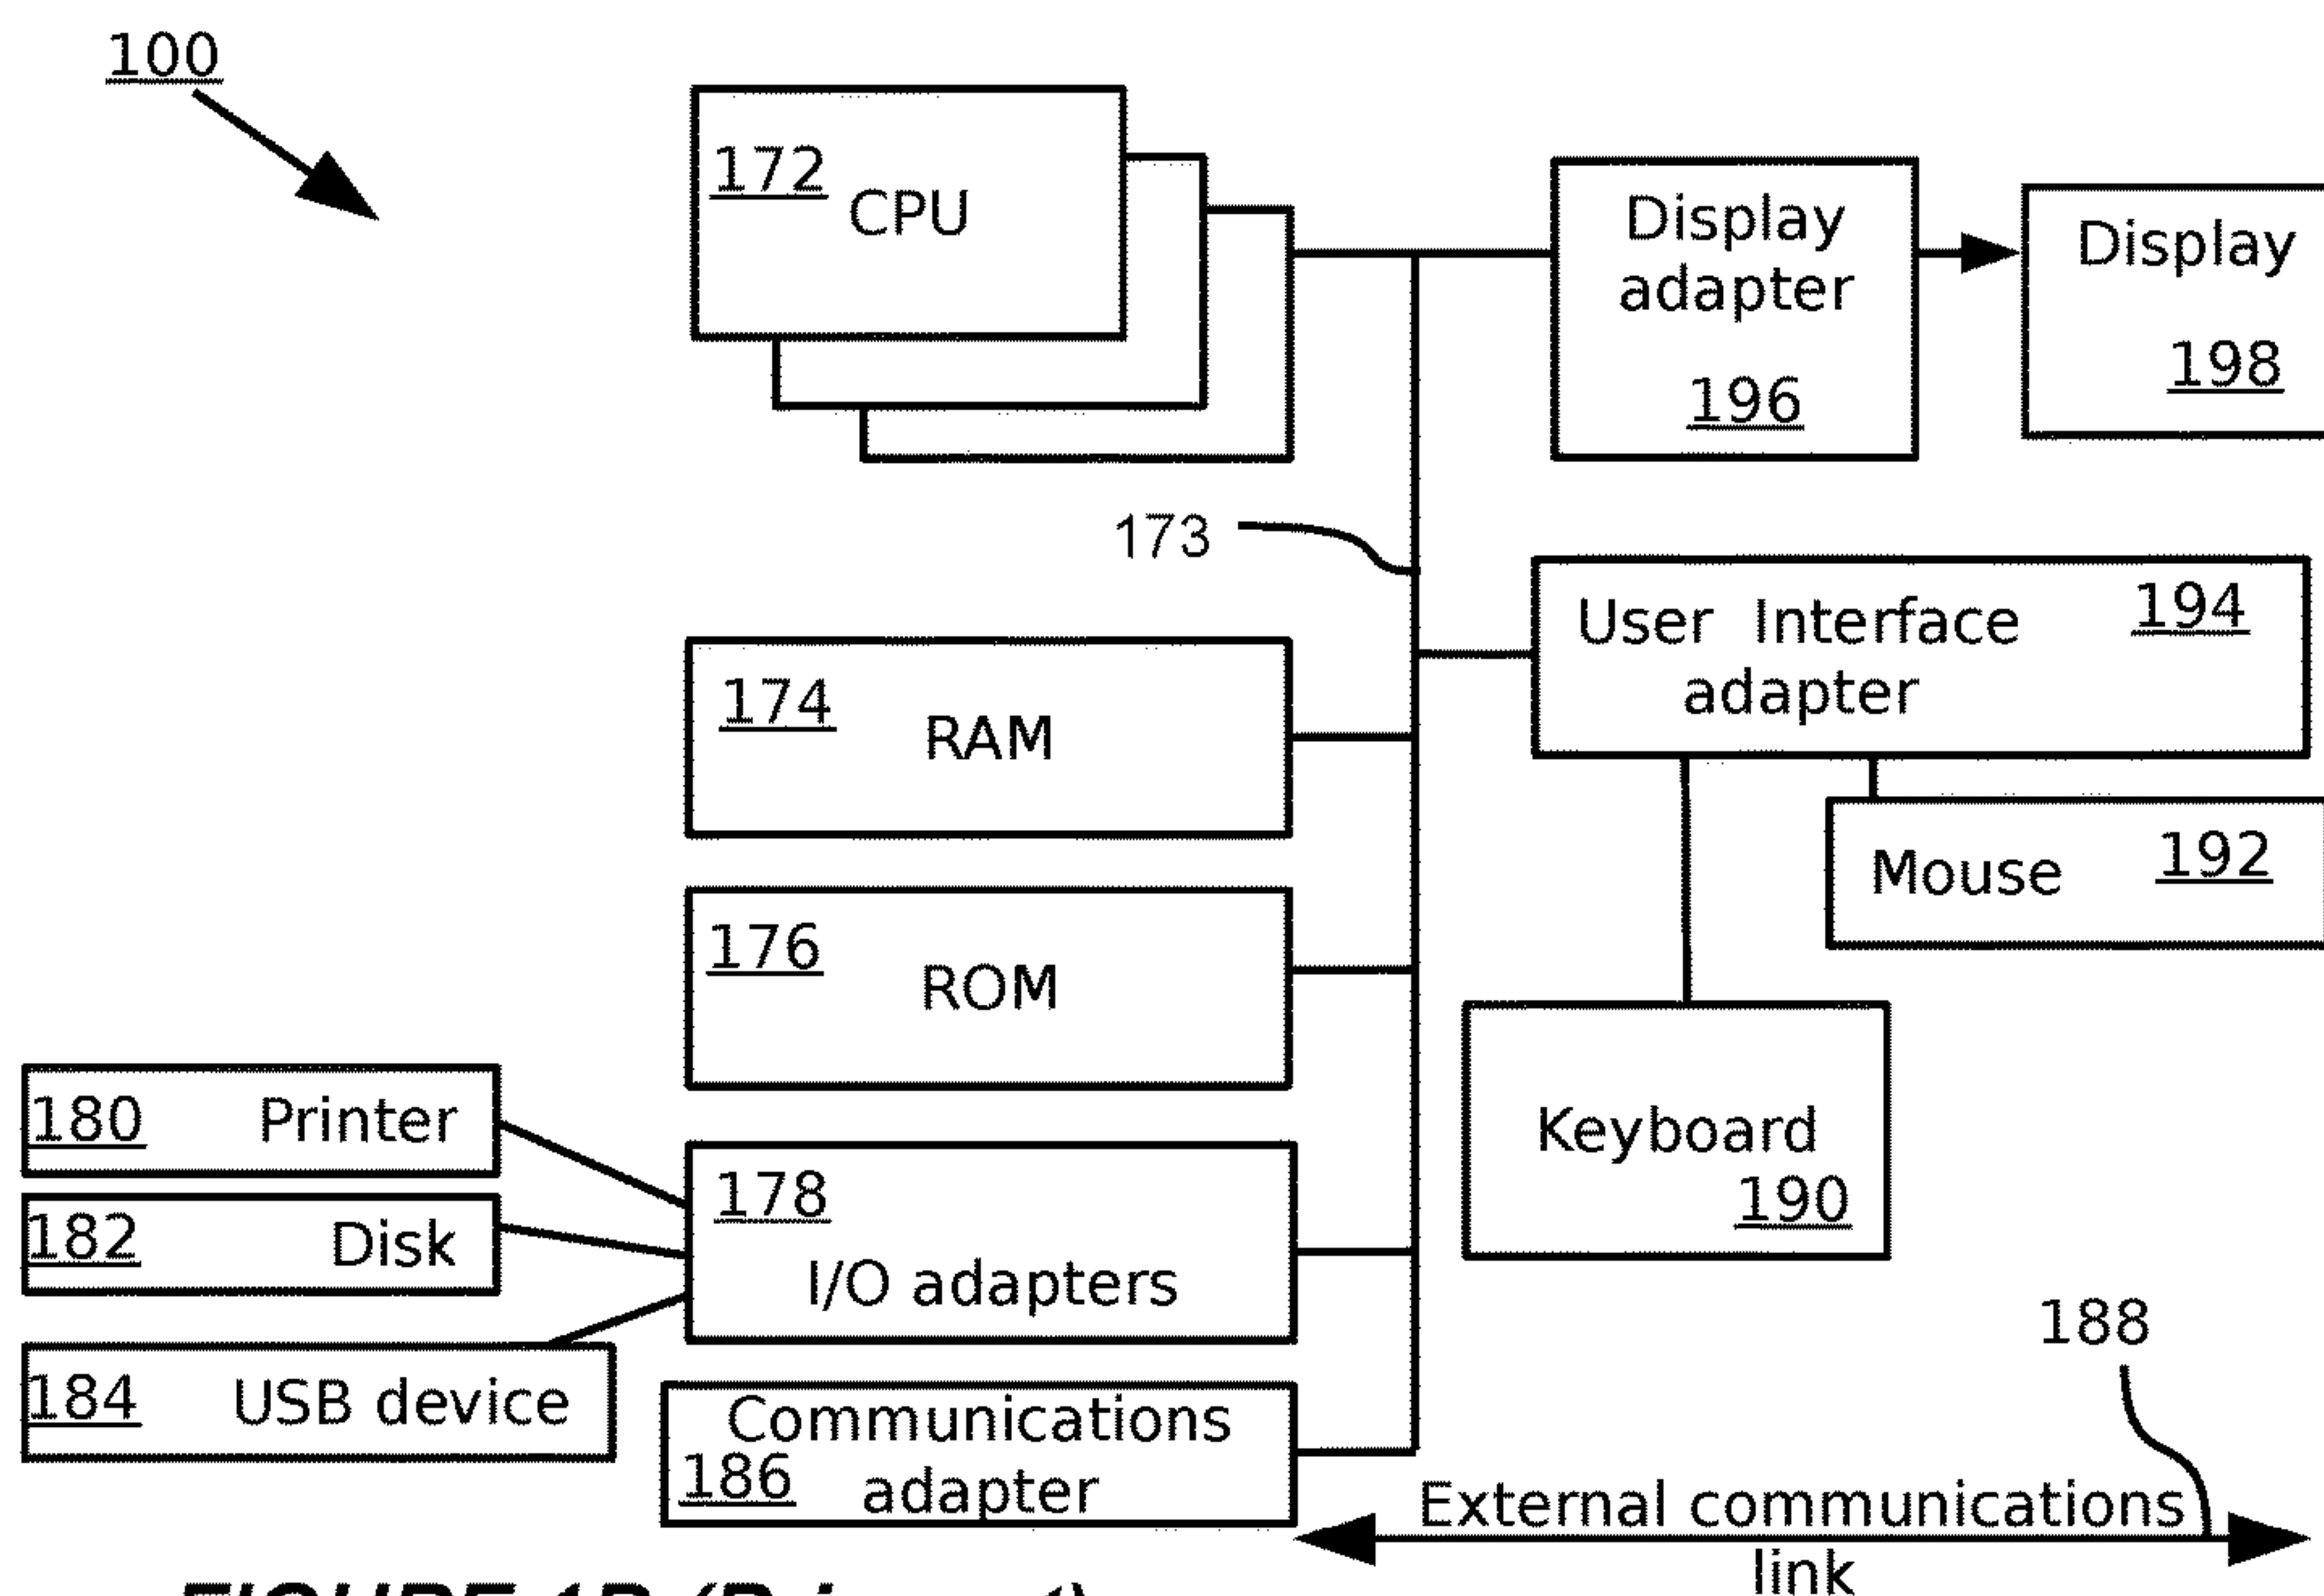 100
172
CPU
Display
adapter
196
Display
198
173
User Interface
adapter
194
174
RAM
Mouse
192
176
ROM
Keyboard
190
180 Printer
182 Disk
184 USB device
178
I/O adapters
Communications
186 adapter
188
External communications
link